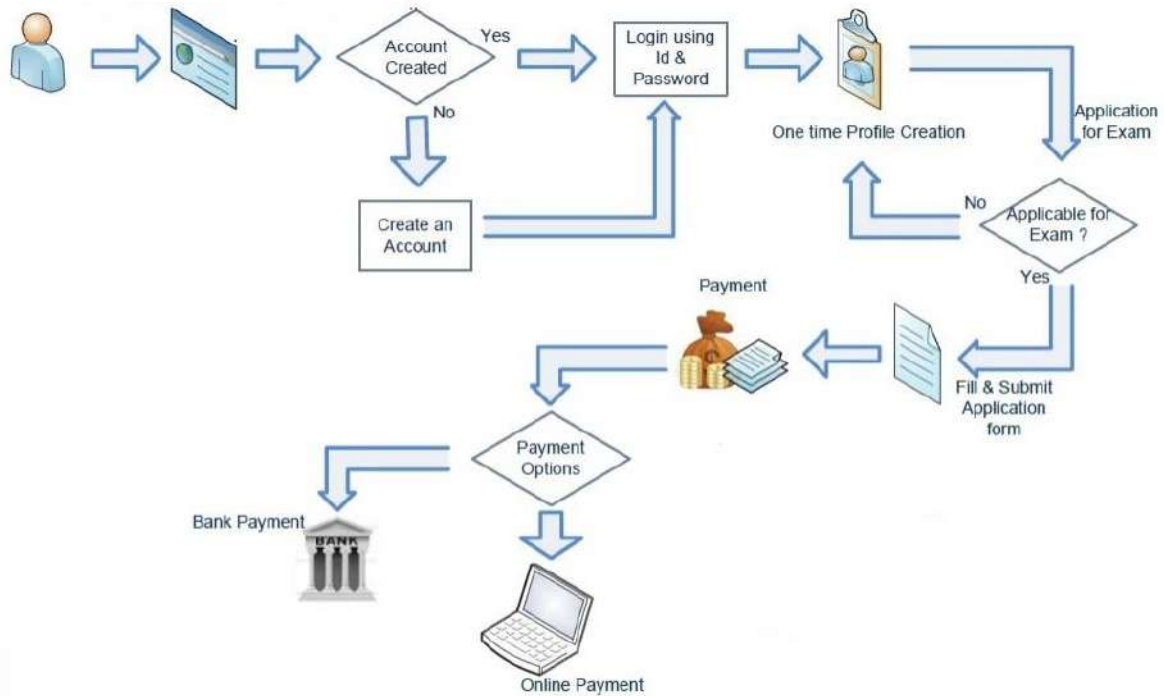 Account
Created
Yes
No
Login using
Id &
Password
One time Profile Creation
Application
for Exam
Create an
Account
No
Applicable for
Exam ?
Yes
Payment
Fill & Submit
Application
form
Payment
Options
Bank Payment
BANK
Online Payment